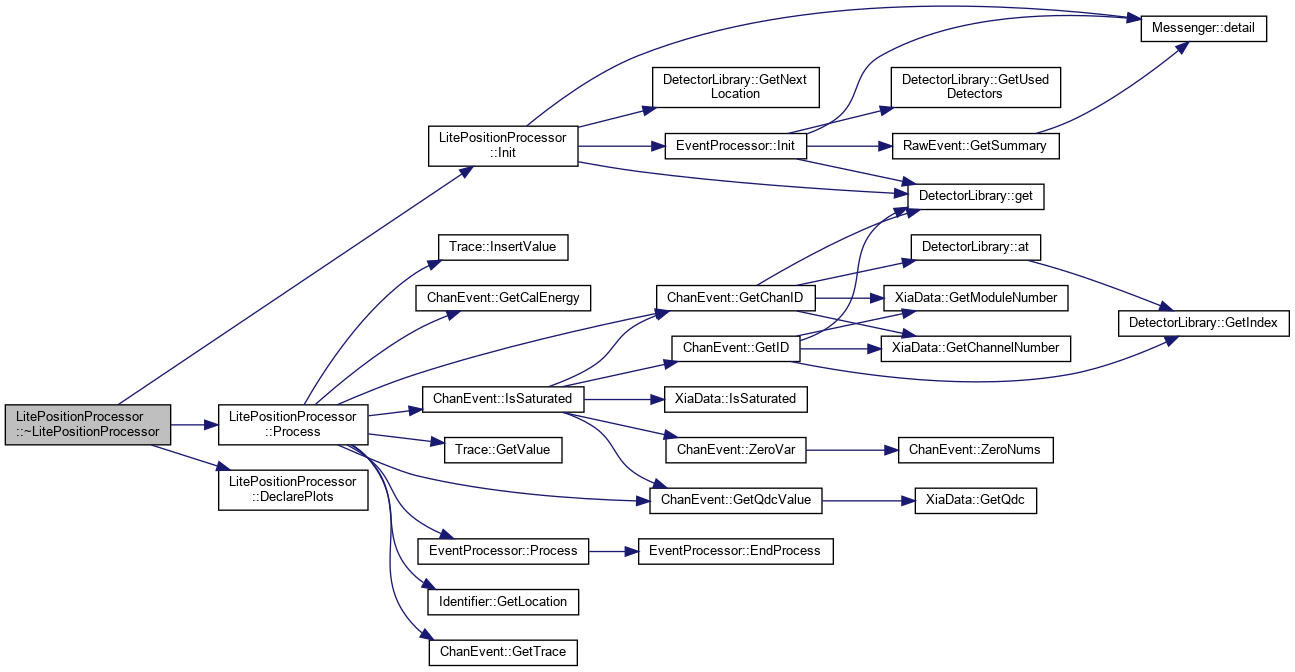 Messenger::detail
DetectorLibrary::GetNext
Location
DetectorLibrary::GetUsed
Detectors
LitePositionProcessor
::Init
EventProcessor::Init
RawEvent::GetSummary
DetectorLibrary::get
Trace::InsertValue
DetectorLibrary::at
ChanEvent::GetCalEnergy
ChanEvent::GetChanID
XiaData::GetModuleNumber
DetectorLibrary::GetIndex
ChanEvent::GetID
XiaData::GetChannelNumber
LitePositionProcessor
::~LitePositionProcessor
LitePositionProcessor
::Process
ChanEvent::IsSaturated
XiaData::IsSaturated
Trace::GetValue
ChanEvent::ZeroVar
ChanEvent::ZeroNums
LitePositionProcessor
::DeclarePlots
ChanEvent::GetQdcValue
XiaData::GetQdc
EventProcessor::Process
EventProcessor::EndProcess
Identifier::GetLocation
ChanEvent::GetTrace